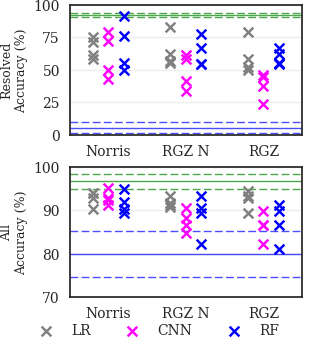 Resolved
Accuracy (%)
100
75
50
25
0
Norris RGZ N RGZ
All
Accuracy (%)
100
90
80
70
Norris RGZ N RGZ
LR CNN RF